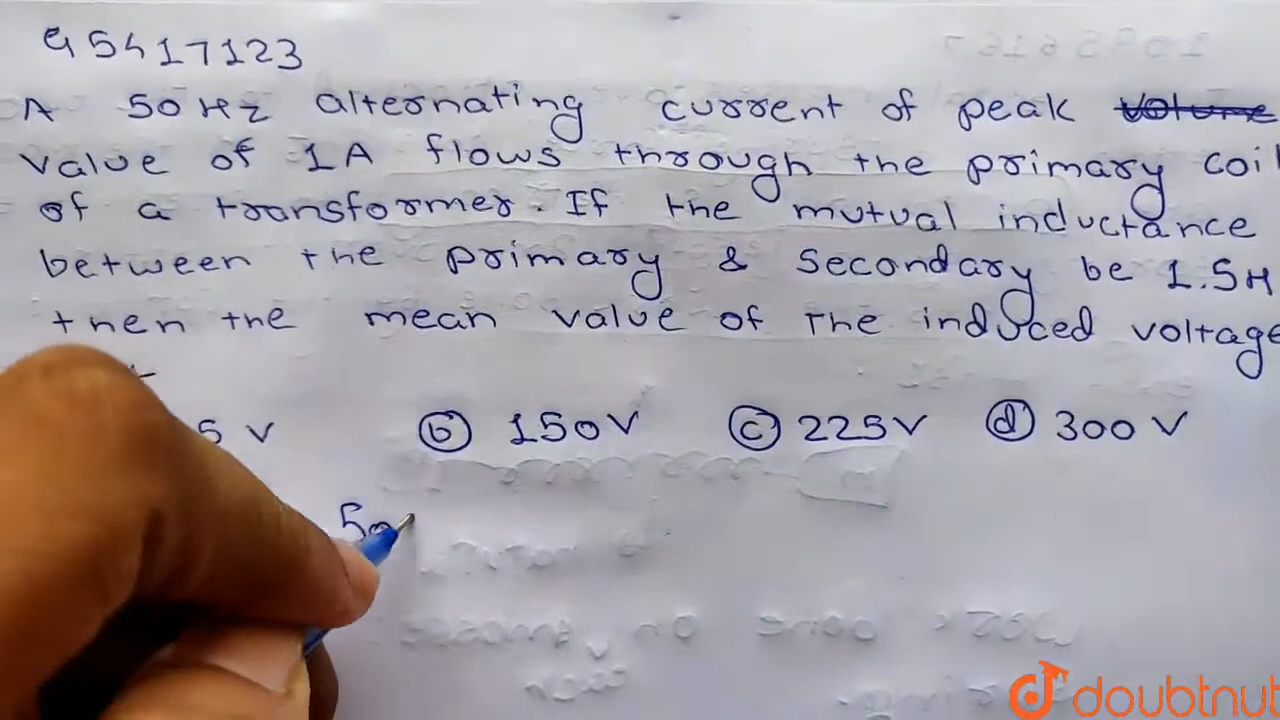 95417123
A 50 Hz alternating current of peak
value of 1A flows through the primary coil
of a transformer. If the mutual inductance
between the primary & secondary be 1.5H
then the mean value of the induced voltage
5 V (b) 150V (c) 225V (d) 300 V
50
doubtnut